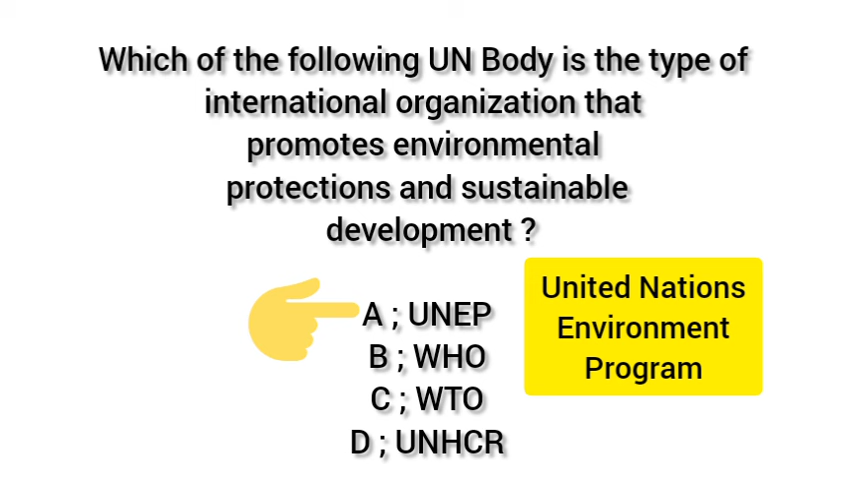 Which of the following UN Body is the type of
international organization that
promotes environmental
protections and sustainable
development ?
A ; UNEP
B ; WHO
C ; WTO
D ; UNHCR
United Nations
Environment
Program